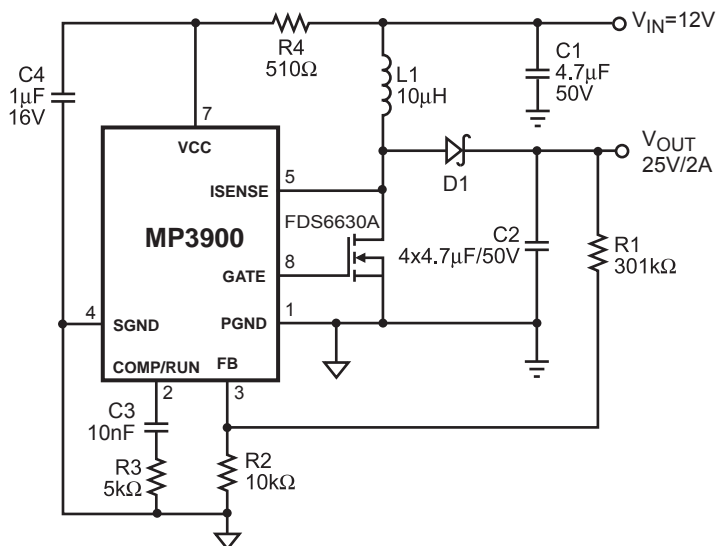 V_IN=12V
R4
510Ω
C1
4.7μF
50V
C4
1μF
16V
L1
10μH
7
VCC
V_OUT
25V/2A
D1
5
ISENSE
FDS6630A
MP3900
C2
4x4.7μF/50V
R1
301kΩ
8
GATE
4
SGND
1
PGND
COMP/RUN
FB
2
3
C3
10nF
R3
5kΩ
R2
10kΩ